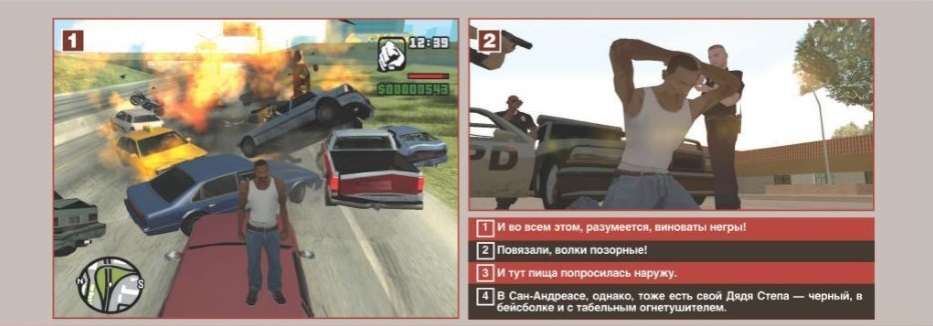 1
12:39
$00000543
N
S
2
PD
1 И во всем этом, разумеется, виноваты негры!
2 Повязали, волки позорные!
3 И тут пища попросилась наружу.
4 В Сан-Андреасе, однако, тоже есть свой Дядя Степа — черный, в
бейсболке и с табельным огнетушителем.